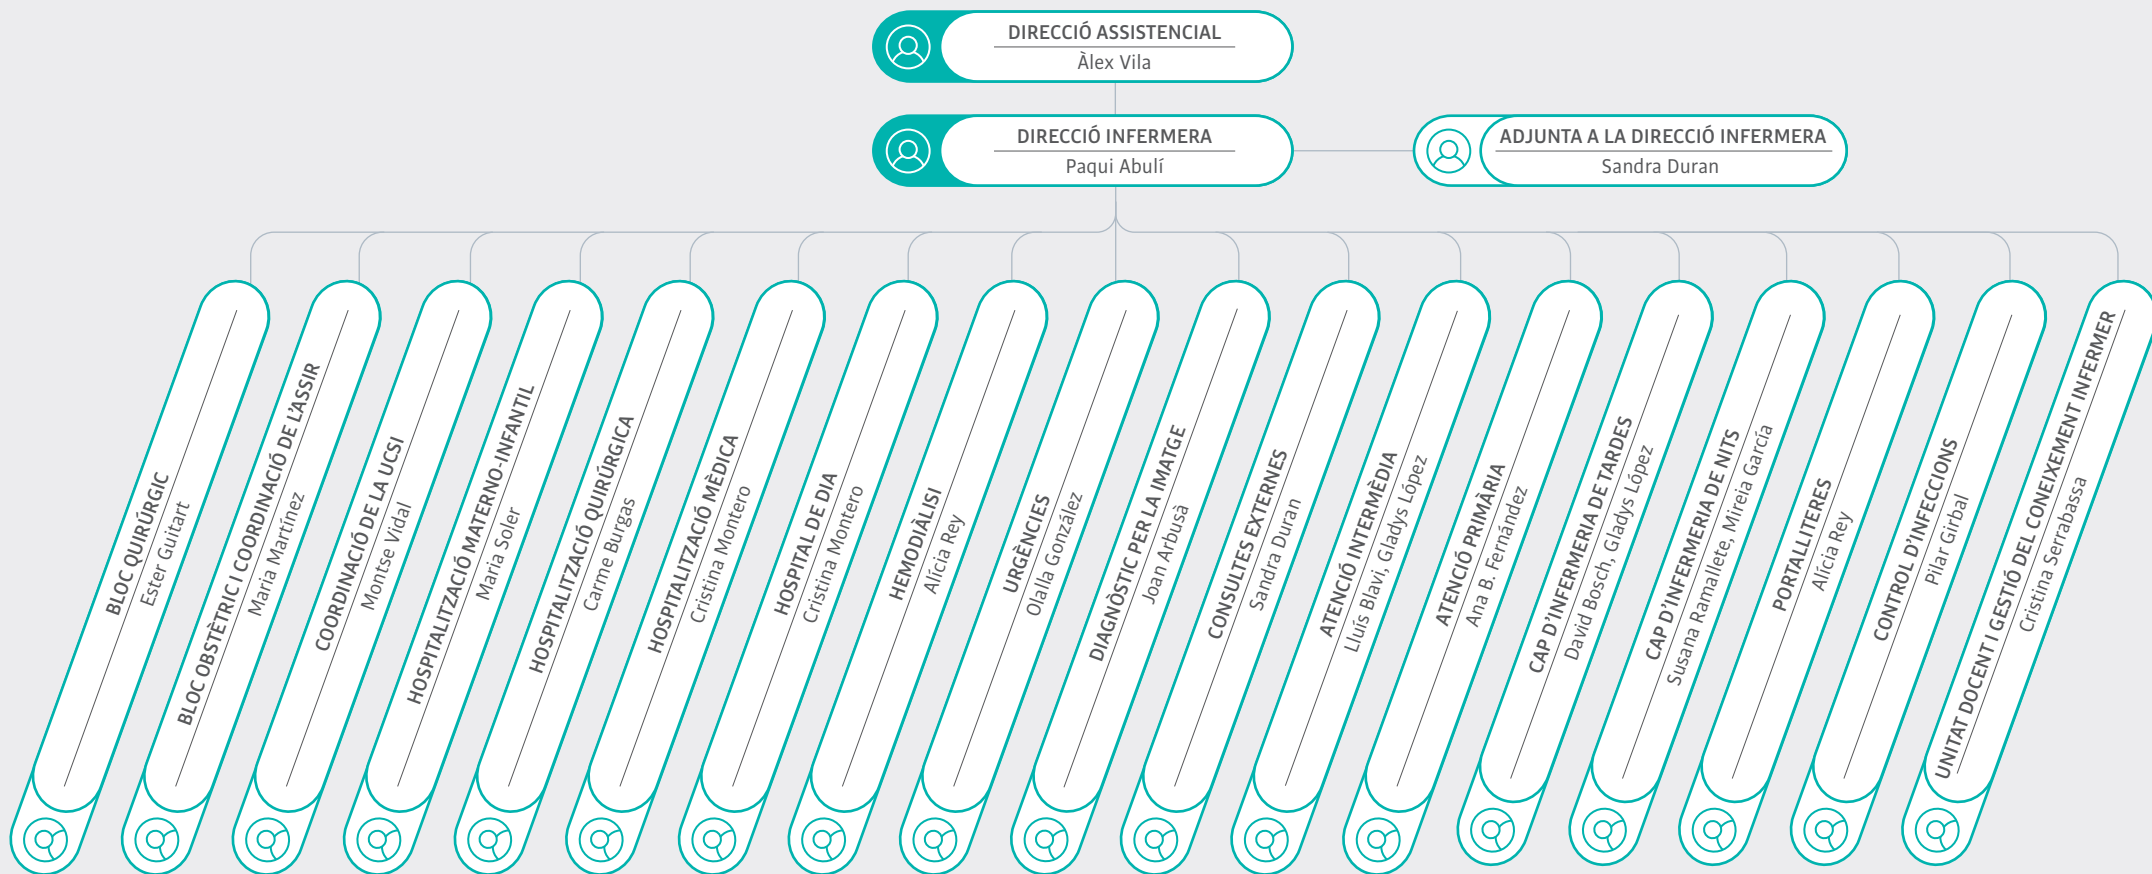 DIRECCIÓ ASSISTENCIAL
Àlex Vila
DIRECCIÓ INFERMERA
Paqui Abulí
ADJUNTA A LA DIRECCIÓ INFERMERA
Sandra Duran
BLOC QUIRÚRGIC
Ester Guitart
BLOC OBSTÈTRIC I COORDINACIÓ DE L'ASSIR
Maria Martínez
COORDINACIÓ DE LA UCSI
Montse Vidal
HOSPITALITZACIÓ MATERNO-INFANTIL
Maria Soler
HOSPITALITZACIÓ QUIRÚRGICA
Carme Burgas
HOSPITALITZACIÓ MÈDICA
Cristina Montero
HOSPITAL DE DIA
Cristina Montero
HEMODIÀLISI
Alícia Rey
URGÈNCIES
Olalla González
DIAGNÒSTIC PER LA IMATGE
Joan Arbusà
CONSULTES EXTERNES
Sandra Duran
ATENCIÓ INTERMÈDIA
Lluís Blavi, Gladys López
ATENCIÓ PRIMÀRIA
Ana B. Fernández
CAP D'INFERMERIA DE TARDES
David Bosch, Gladys López
CAP D'INFERMERIA DE NITS
Susana Ramallete, Mireia García
PORTALLITERES
Alícia Rey
CONTROL D'INFECCIONS
Pilar Girbal
UNITAT DOCENT I GESTIÓ DEL CONEIXEMENT INFERMER
Cristina Serrabassa